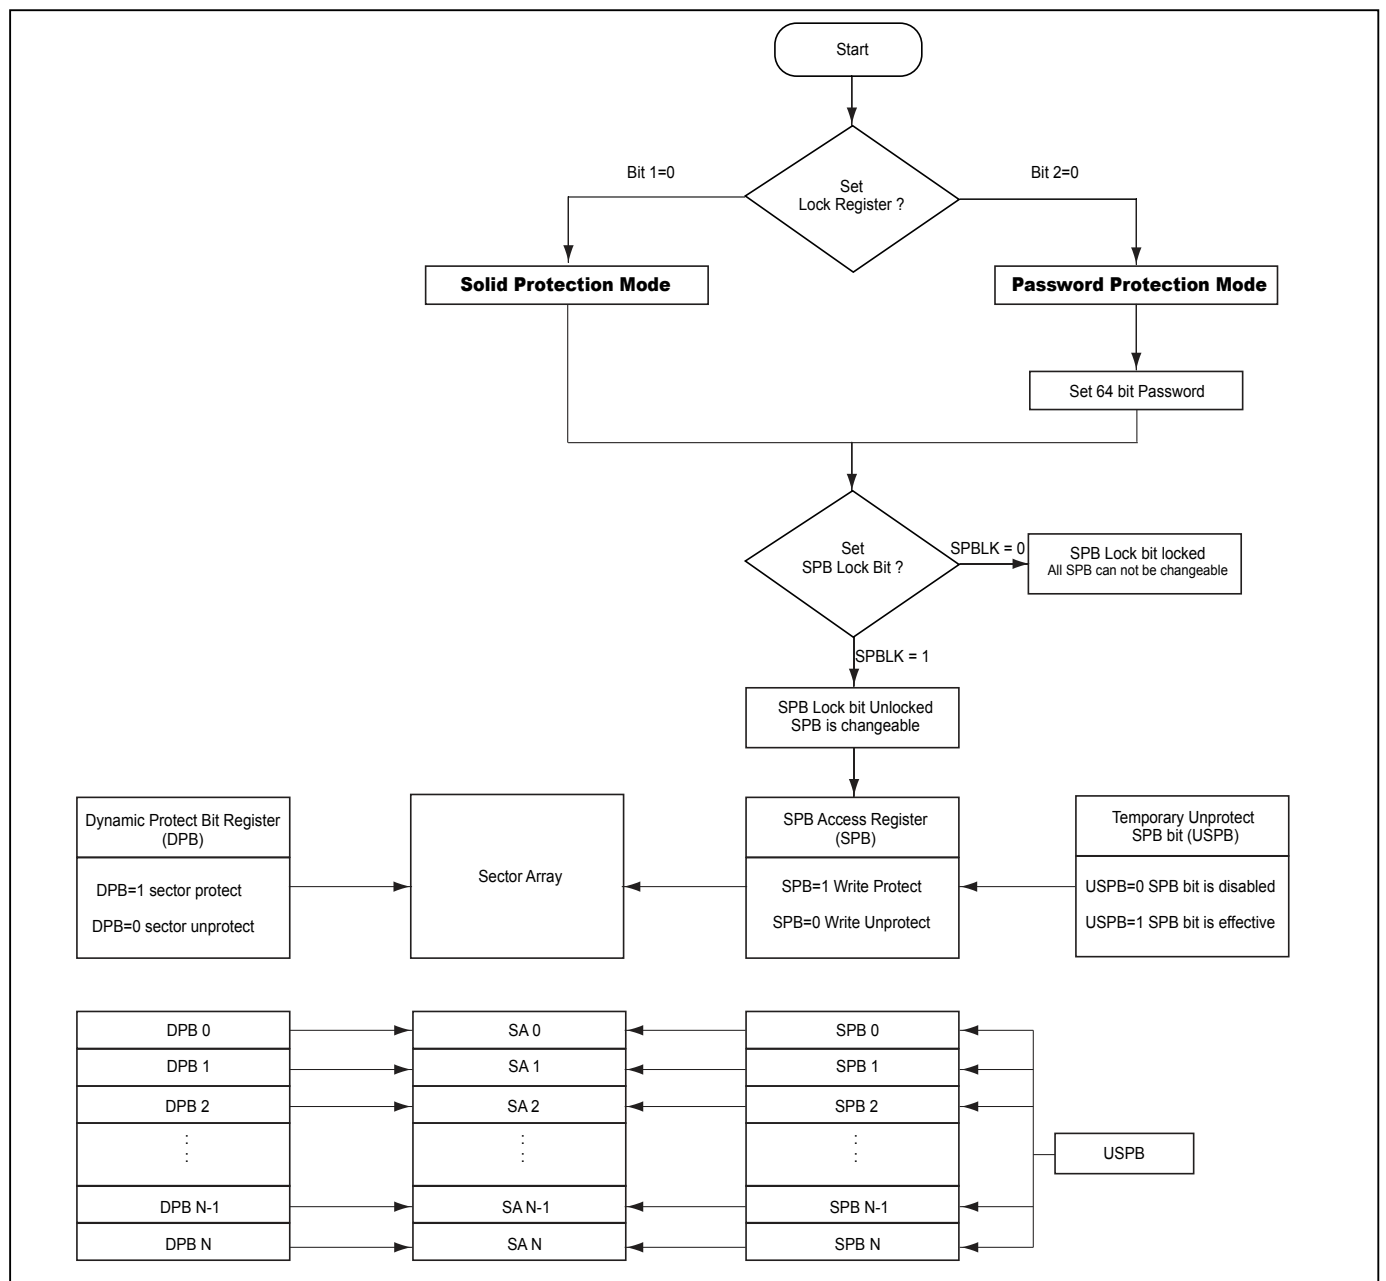 Start
Bit 1=0
Bit 2=0
Set
Lock Register ?
Solid Protection Mode
Password Protection Mode
Set 64 bit Password
Set
SPB Lock Bit ?
SPBLK = 0
SPB Lock bit locked
All SPB can not be changeable
SPBLK = 1
SPB Lock bit Unlocked
SPB is changeable
Dynamic Protect Bit Register
(DPB)
DPB=1 sector protect
DPB=0 sector unprotect
Sector Array
SPB Access Register
(SPB)
SPB=1 Write Protect
SPB=0 Write Unprotect
Temporary Unprotect
SPB bit (USPB)
USPB=0 SPB bit is disabled
USPB=1 SPB bit is effective
DPB 0
SA 0
SPB 0
DPB 1
SA 1
SPB 1
DPB 2
SA 2
SPB 2
USPB
DPB N-1
SA N-1
SPB N-1
DPB N
SA N
SPB N